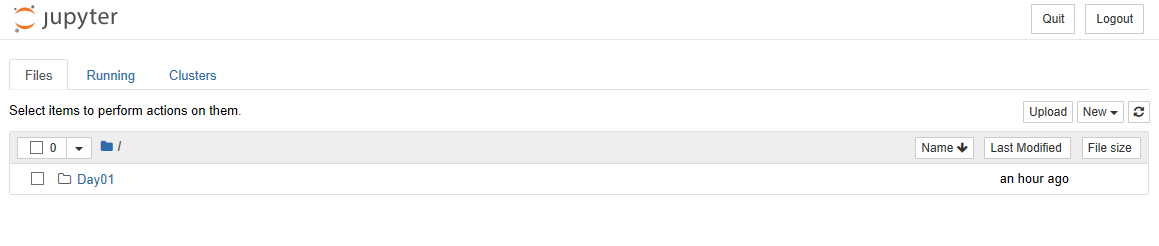 jupyter Quit Logout
Files Running Clusters
Select items to perform actions on them. Upload New
0 / Name Last Modified File size
Day01 an hour ago